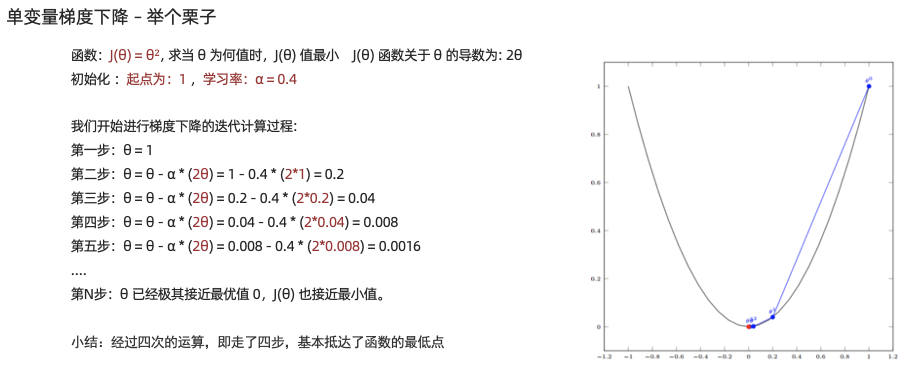 单变量梯度下降 – 举个栗子
函数：J(θ) = θ², 求当 θ 为何值时，J(θ) 值最小 J(θ) 函数关于 θ 的导数为: 2θ
初始化 ：起点为：1 ，学习率：α = 0.4
我们开始进行梯度下降的迭代计算过程：
第一步：θ = 1
第二步：θ = θ - α * (2θ) = 1 - 0.4 * (2*1) = 0.2
第三步：θ = θ - α * (2θ) = 0.2 - 0.4 * (2*0.2) = 0.04
第四步：θ = θ - α * (2θ) = 0.04 - 0.4 * (2*0.04) = 0.008
第五步：θ = θ - α * (2θ) = 0.008 - 0.4 * (2*0.008) = 0.0016
....
第N步：θ 已经极其接近最优值 0，J(θ) 也接近最小值。
小结：经过四次的运算，即走了四步，基本抵达了函数的最低点
1
0.8
0.6
0.4
0.2
0
−1.2 −1 −0.8 −0.6 −0.4 −0.2 0 0.2 0.4 0.6 0.8 1 1.2